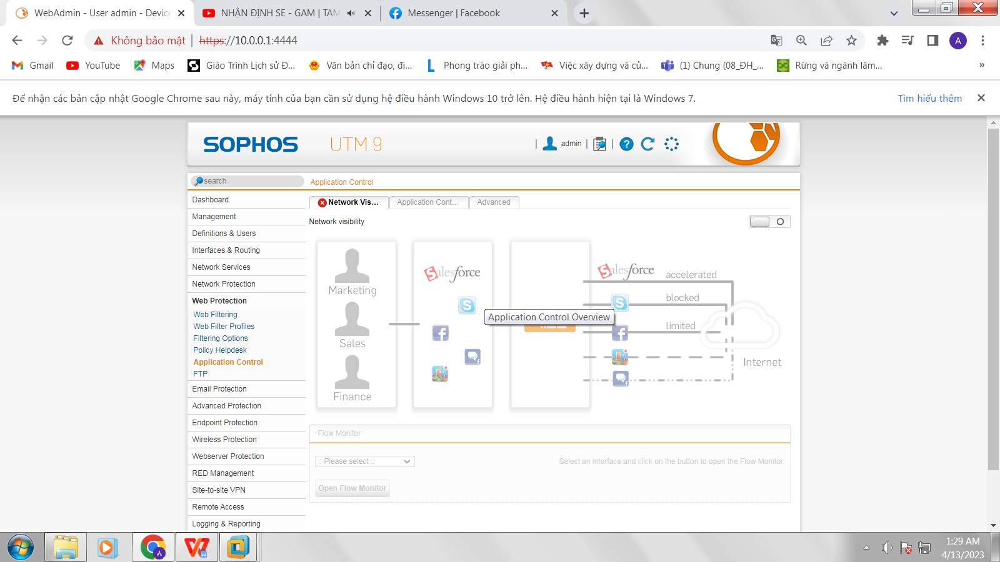 WebAdmin - User admin - Device
NHẬN ĐỊNH SE - GAM | TAM
Messenger | Facebook
Không bảo mật | https://10.0.0.1:4444
A
Gmail
YouTube
Maps
Giáo Trình Lịch sử Đ...
Văn bản chỉ đạo, đi...
Phong trào giải ph...
Việc xây dựng và củ...
(1) Chung (08_ĐH_...
Rừng và ngành lâm...
»
Để nhận các bản cập nhật Google Chrome sau này, máy tính của bạn cần sử dụng hệ điều hành Windows 10 trở lên. Hệ điều hành hiện tại là Windows 7.
Tìm hiểu thêm
SOPHOS UTM 9
| admin | |
search
Application Control
Dashboard
Management
Definitions & Users
Interfaces & Routing
Network Services
Network Protection
Web Protection
Web Filtering
Web Filter Profiles
Filtering Options
Policy Helpdesk
Application Control
FTP
Email Protection
Advanced Protection
Endpoint Protection
Wireless Protection
Webserver Protection
RED Management
Site-to-site VPN
Remote Access
Logging & Reporting
Network Vis...
Application Cont...
Advanced
Network visibility
Marketing
Sales
Finance
Salesforce
Application Control Overview
Salesforce
accelerated
blocked
limited
Internet
Flow Monitor
:: Please select ::
Select an interface and click on the button to open the Flow Monitor.
Open Flow Monitor
1:29 AM
4/13/2023